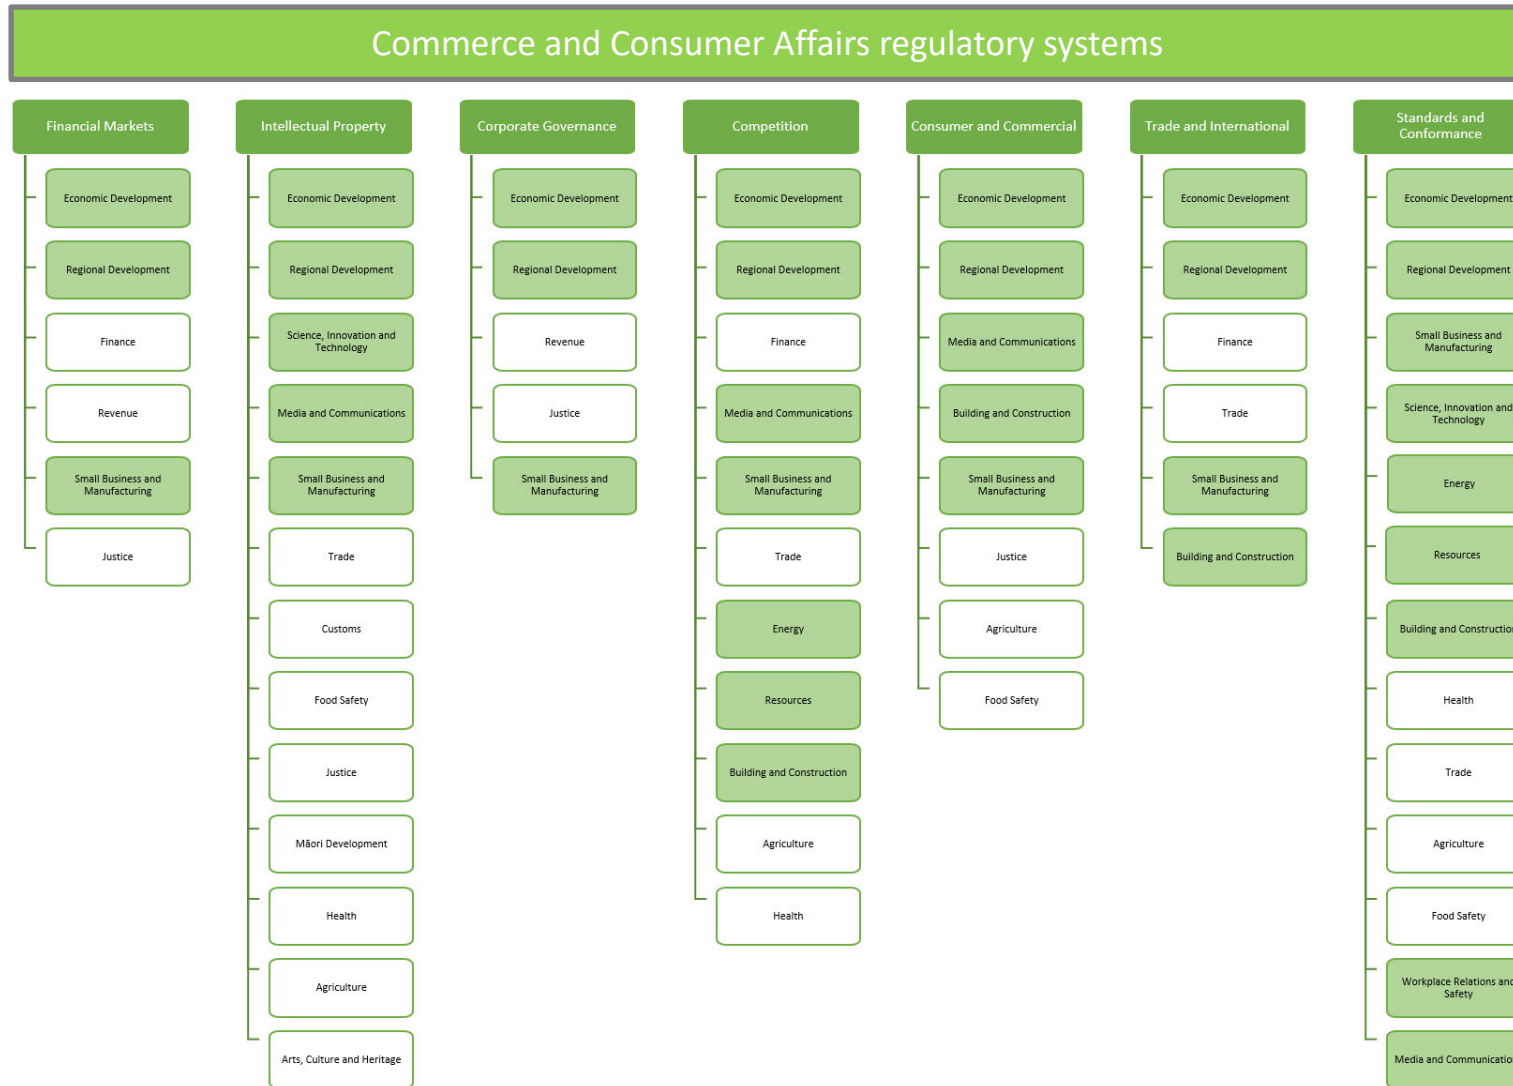 Commerce and Consumer Affairs regulatory systems
Financial Markets
Economic Development
Regional Development
Finance
Revenue
Small Business and
Manufacturing
Justice
Intellectual Property
Economic Development
Regional Development
Science, Innovation and
Technology
Media and Communications
Small Business and
Manufacturing
Trade
Customs
Food Safety
Justice
Māori Development
Health
Agriculture
Arts, Culture and Heritage
Corporate Governance
Economic Development
Regional Development
Revenue
Justice
Small Business and
Manufacturing
Competition
Economic Development
Regional Development
Finance
Media and Communications
Small Business and
Manufacturing
Trade
Energy
Resources
Building and Construction
Agriculture
Health
Consumer and Commercial
Economic Development
Regional Development
Media and Communications
Building and Construction
Small Business and
Manufacturing
Justice
Agriculture
Food Safety
Trade and International
Economic Development
Regional Development
Finance
Trade
Small Business and
Manufacturing
Building and Construction
Standards and
Conformance
Economic Development
Regional Development
Small Business and
Manufacturing
Science, Innovation and
Technology
Energy
Resources
Building and Construction
Health
Trade
Agriculture
Food Safety
Workplace Relations and
Safety
Media and Communication